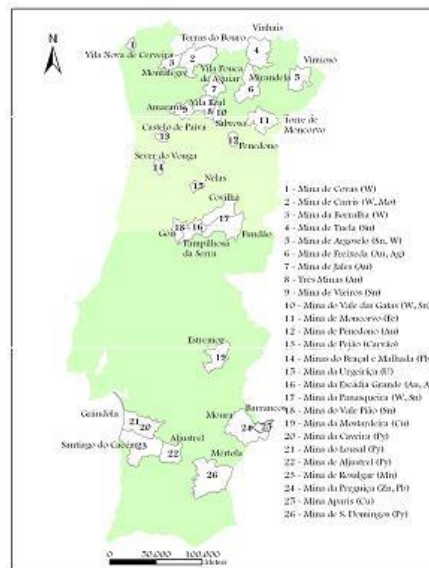 N
Vinhais
Terras do Bouro
1
2
4
Vila Nova de Cerveira
3
Vimioso
Montalegre
Vila Pouca
de Aguiar
Mirandela
5
7
6
Amarante
9
Vila Real
8
10
Sabrosa
11
Torre de
Moncorvo
Castelo de Paiva
13
12
Penedono
Sever do Vouga
14
Nelas
15
Covilhã
17
18
16
Góis
Pampilhosa
da Serra
Fundão
Estremoz
19
Grândola
21
20
Moura
Barrancos
24
25
Santiago do Cacém
23
Aljustrel
22
Mértola
26
1 - Mina de Covas (W)
2 - Mina de Carris (W, Mo)
3 - Mina da Borralha (W)
4 - Mina de Tuela (Sn)
5 - Mina de Argozelo (Sn, W)
6 - Mina de Freixeda (Au, Ag)
7 - Mina de Jales (Au)
8 - Três Minas (Au)
9 - Mina de Vieiros (Sn)
10 - Mina do Vale das Gatas (W, Sn
11 - Mina de Moncorvo (Fe)
12 - Mina de Penedono (Au)
13 - Mina de Pejão (Carvão)
14 - Minas do Braçal e Malhada (Pb
15 - Mina da Urgeiriça (U)
16 - Mina da Escádia Grande (Au, A
17 - Mina da Panasqueira (W, Sn)
18 - Mina do Vale Pião (Sn)
19 - Mina da Mostardeira (Cu)
20 - Mina da Caveira (Py)
21 - Mina do Lousal (Py)
22 - Mina de Aljustrel (Py)
23 - Mina de Rosalgar (Mn)
24 - Mina da Preguiça (Zn, Pb)
25 - Mina Aparis (Cu)
26 - Mina de S. Domingos (Py)
0
50,000
100,000
Meters